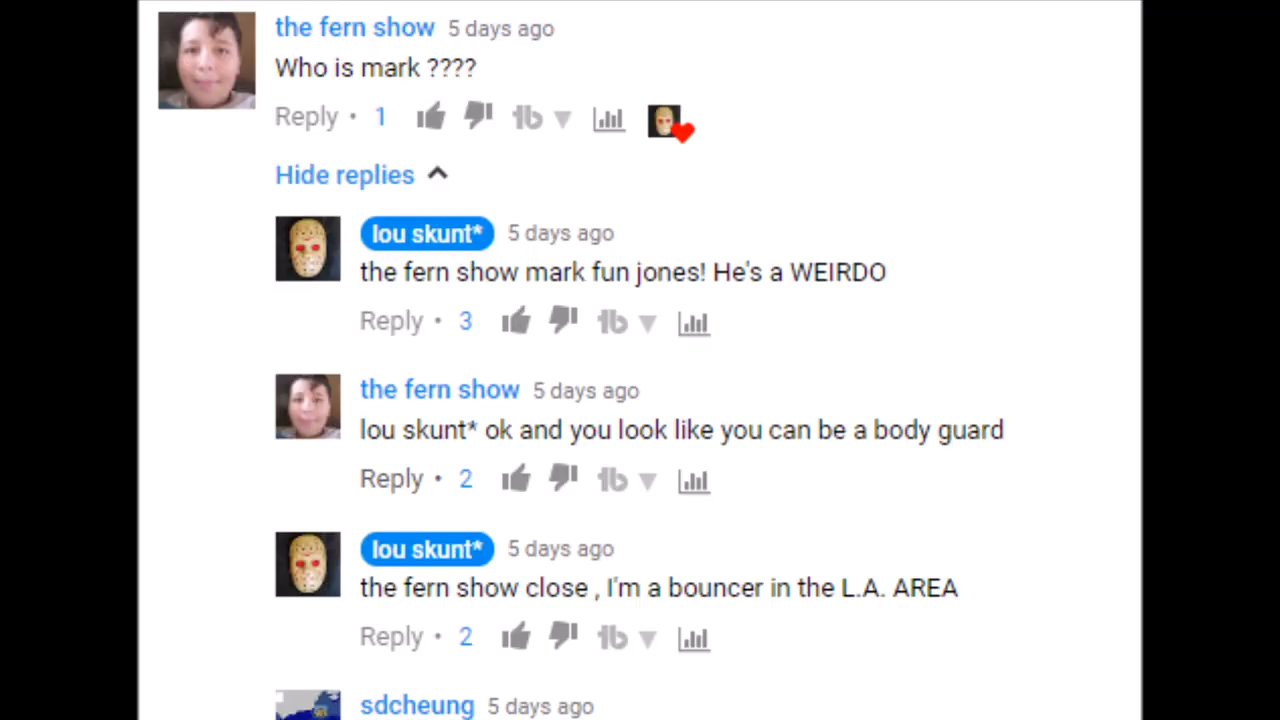 the fern show 5 days ago
Who is mark ????
Reply • 1
Hide replies
lou skunt* 5 days ago
the fern show mark fun jones! He's a WEIRDO
Reply • 3
the fern show 5 days ago
lou skunt* ok and you look like you can be a body guard
Reply • 2
lou skunt* 5 days ago
the fern show close , I'm a bouncer in the L.A. AREA
Reply • 2
sdcheung 5 days ago